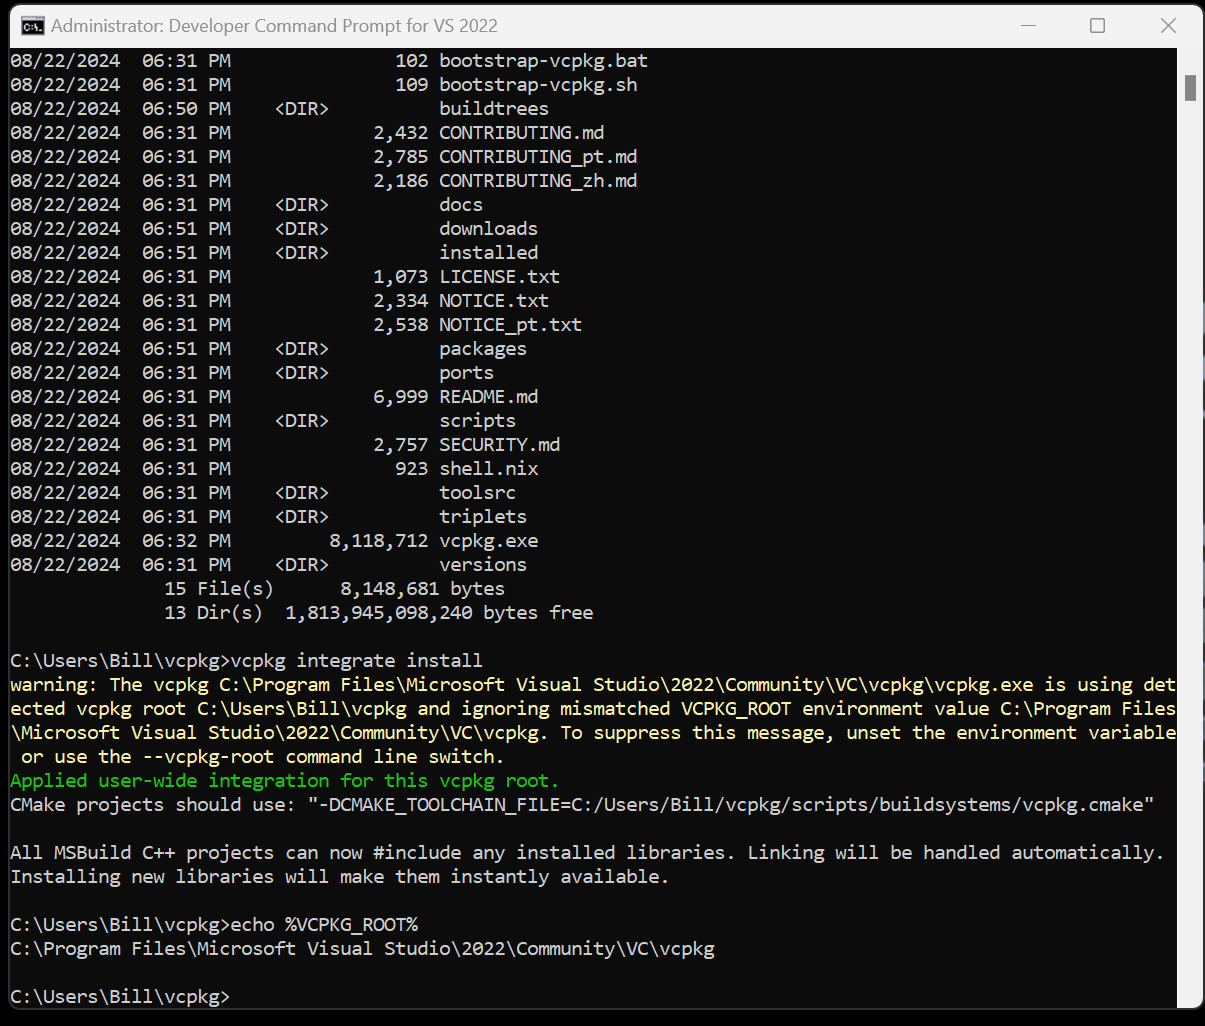 Administrator: Developer Command Prompt for VS 2022
08/22/2024  06:31 PM               102 bootstrap-vcpkg.bat
08/22/2024  06:31 PM               109 bootstrap-vcpkg.sh
08/22/2024  06:50 PM    <DIR>          buildtrees
08/22/2024  06:31 PM             2,432 CONTRIBUTING.md
08/22/2024  06:31 PM             2,785 CONTRIBUTING_pt.md
08/22/2024  06:31 PM             2,186 CONTRIBUTING_zh.md
08/22/2024  06:31 PM    <DIR>          docs
08/22/2024  06:51 PM    <DIR>          downloads
08/22/2024  06:51 PM    <DIR>          installed
08/22/2024  06:31 PM             1,073 LICENSE.txt
08/22/2024  06:31 PM             2,334 NOTICE.txt
08/22/2024  06:31 PM             2,538 NOTICE_pt.txt
08/22/2024  06:51 PM    <DIR>          packages
08/22/2024  06:31 PM    <DIR>          ports
08/22/2024  06:31 PM             6,999 README.md
08/22/2024  06:31 PM    <DIR>          scripts
08/22/2024  06:31 PM             2,757 SECURITY.md
08/22/2024  06:31 PM               923 shell.nix
08/22/2024  06:31 PM    <DIR>          toolsrc
08/22/2024  06:31 PM    <DIR>          triplets
08/22/2024  06:32 PM         8,118,712 vcpkg.exe
08/22/2024  06:31 PM    <DIR>          versions
              15 File(s)      8,148,681 bytes
              13 Dir(s)  1,813,945,098,240 bytes free
C:\Users\Bill\vcpkg>vcpkg integrate install
warning: The vcpkg C:\Program Files\Microsoft Visual Studio\2022\Community\VC\vcpkg\vcpkg.exe is using det
ected vcpkg root C:\Users\Bill\vcpkg and ignoring mismatched VCPKG_ROOT environment value C:\Program Files
\Microsoft Visual Studio\2022\Community\VC\vcpkg. To suppress this message, unset the environment variable
 or use the --vcpkg-root command line switch.
Applied user-wide integration for this vcpkg root.
CMake projects should use: "-DCMAKE_TOOLCHAIN_FILE=C:/Users/Bill/vcpkg/scripts/buildsystems/vcpkg.cmake"
All MSBuild C++ projects can now #include any installed libraries. Linking will be handled automatically.
Installing new libraries will make them instantly available.
C:\Users\Bill\vcpkg>echo %VCPKG_ROOT%
C:\Program Files\Microsoft Visual Studio\2022\Community\VC\vcpkg
C:\Users\Bill\vcpkg>